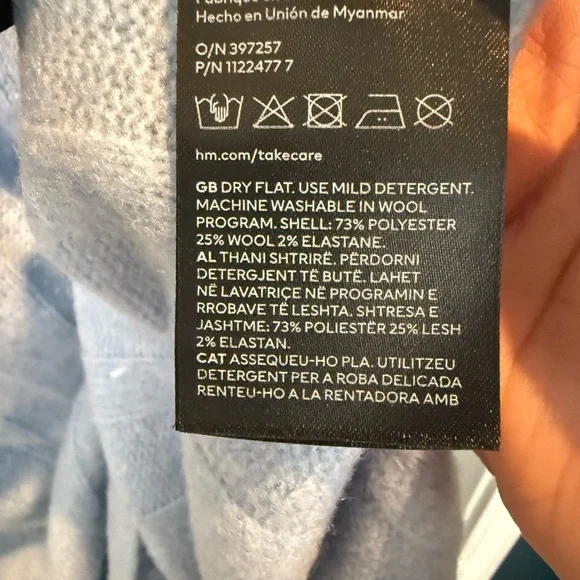 Hecho en Unión de Myanmar
O/N 397257
P/N 1122477 7
hm.com/takecare
GB DRY FLAT. USE MILD DETERGENT.
MACHINE WASHABLE IN WOOL
PROGRAM. SHELL: 73% POLYESTER
25% WOOL 2% ELASTANE.
AL THANI SHTRIRË. PËRDORNI
DETERGJENT TË BUTË. LAHET
NË LAVATRIÇE NË PROGRAMIN E
RROBAVE TË LESHTA. SHTRESA E
JASHTME: 73% POLIESTËR 25% LESH
2% ELASTAN.
CAT ASSEQUEU-HO PLA. UTILITZEU
DETERGENT PER A ROBA DELICADA
RENTEU-HO A LA RENTADORA AMB